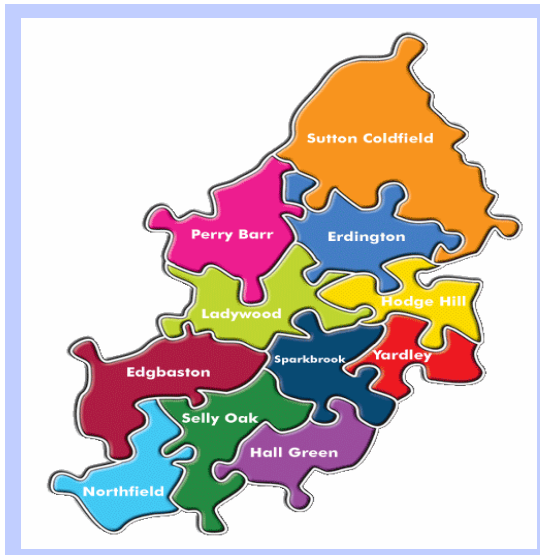 Sutton Coldfield
Perry Barr
Erdington
Ladywood
Hodge Hill
Sparkbrook
Yardley
Edgbaston
Selly Oak
Hall Green
Northfield